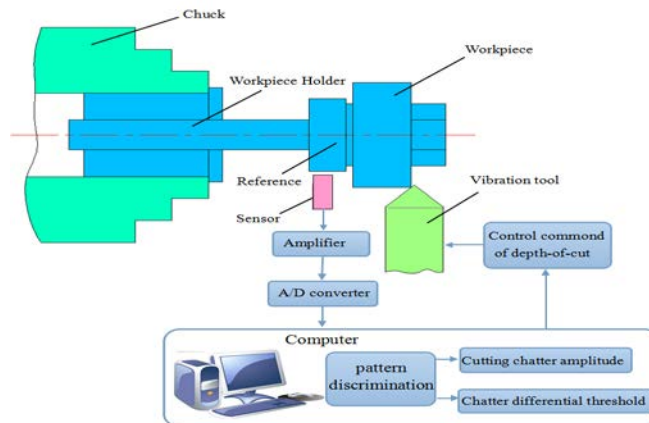 Chuck
Workpiece
Workpiece Holder
Reference
Sensor
Vibration tool
Amplifier
Control commond
of depth-of-cut
A/D converter
Computer
pattern
discrimination
Cutting chatter amplitude
Chatter differential threshold